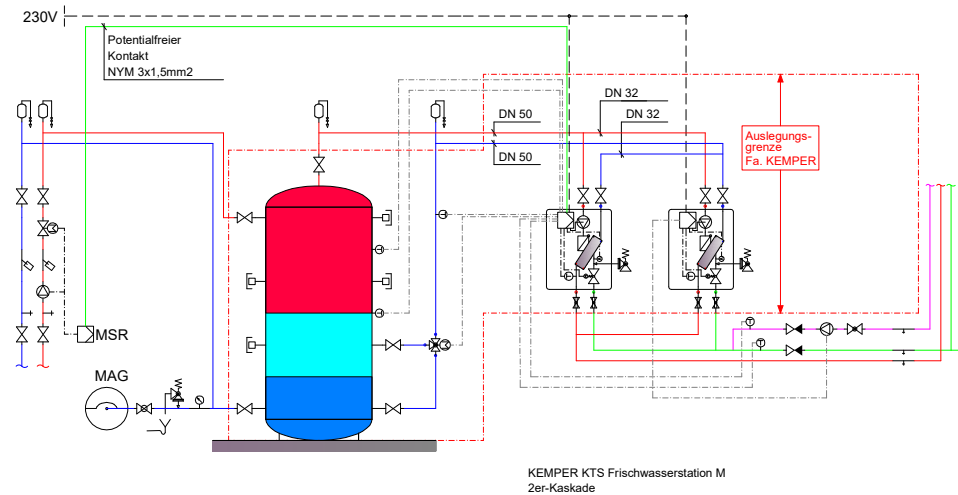 230V
Potentialfreier
Kontakt
NYM 3x1,5mm2
DN 32
DN 50
DN 32
DN 50
Auslegungs-
grenze
Fa. KEMPER
MSR
MAG
T
T
KEMPER KTS Frischwasserstation M
2er-Kaskade